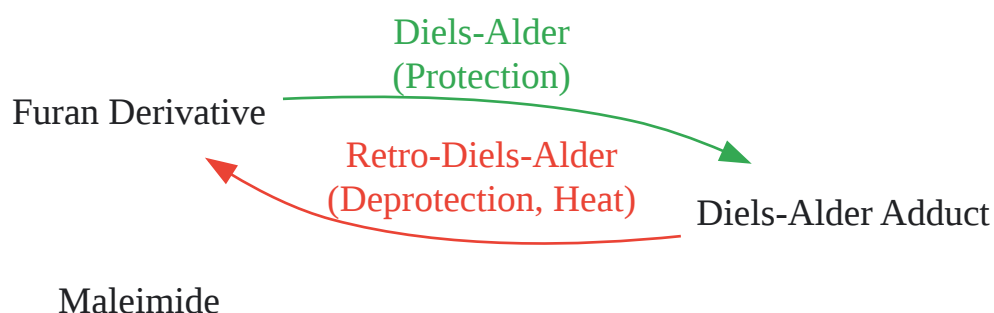 Diels-Alder
(Protection)
Furan Derivative
Retro-Diels-Alder
(Deprotection, Heat)
Diels-Alder Adduct
Maleimide